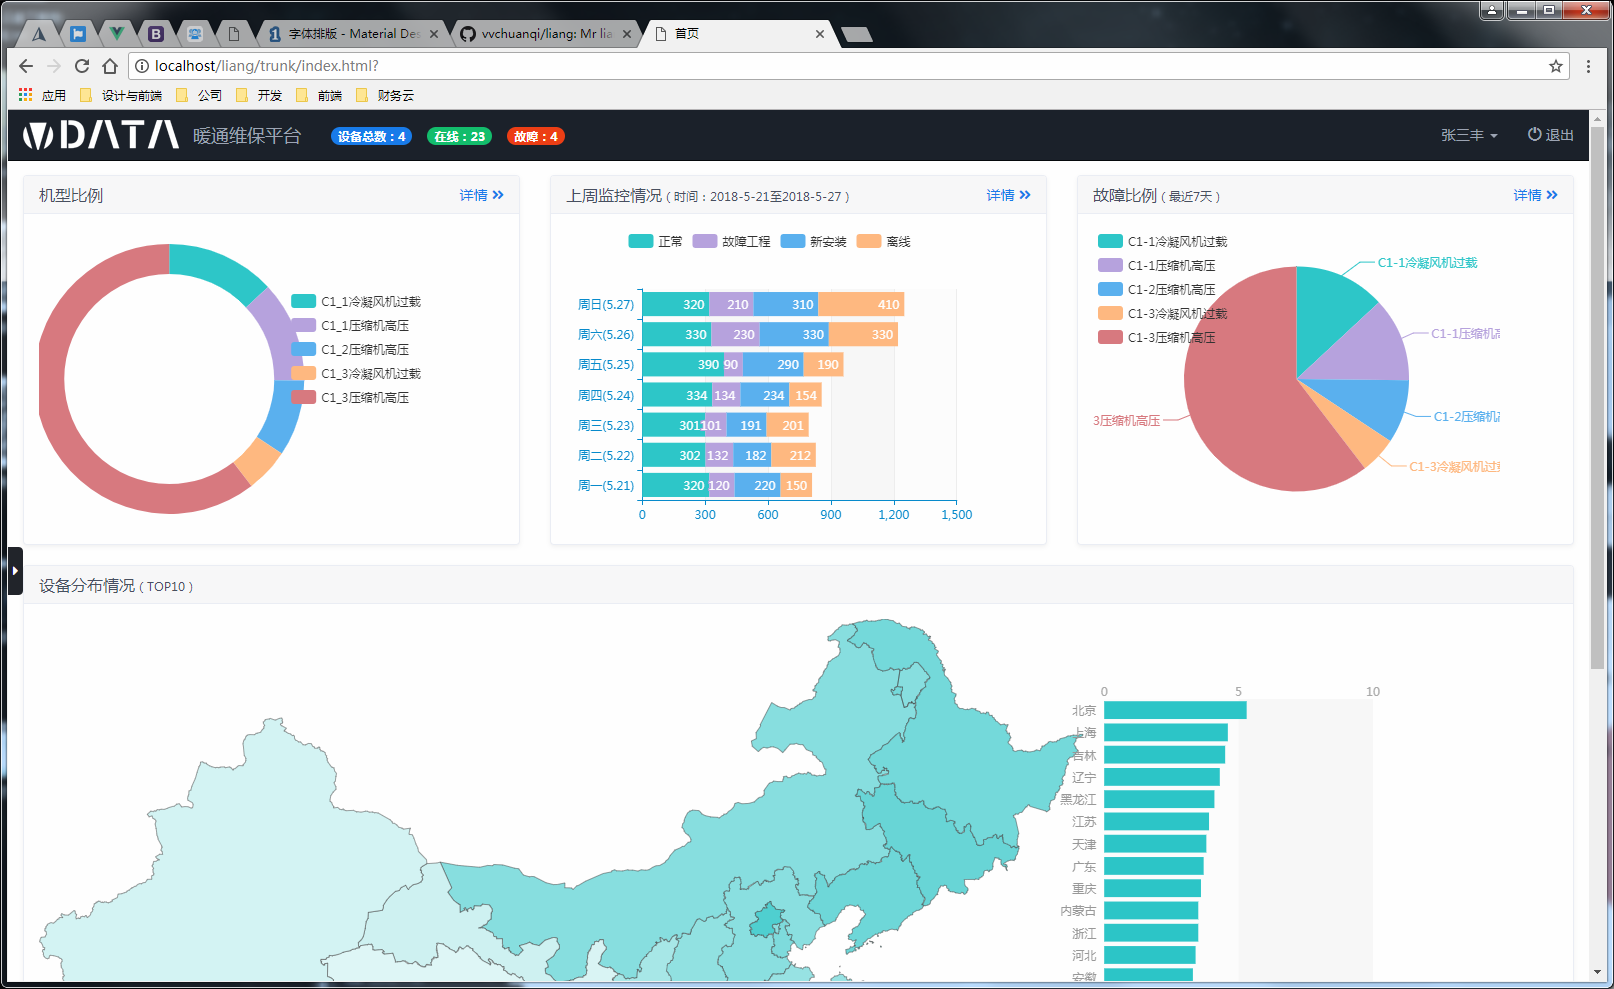 字体排版 - Material Des
vvchuanqi/liang: Mr lia
首页
localhost/liang/trunk/index.html?
应用 设计与前端 公司 开发 前端 财务云
WDATA 暖通维保平台 设备总数：4 在线：23 故障：4 张三丰 退出
机型比例 详情
C1_1冷凝风机过载
C1_1压缩机高压
C1_2压缩机高压
C1_3冷凝风机过载
C1_3压缩机高压
上周监控情况 ( 时间：2018-5-21至2018-5-27 ) 详情
正常 故障工程 新安装 离线
周日(5.27) 320 210 310 410
周六(5.26) 330 230 330 330
周五(5.25) 390 90 290 190
周四(5.24) 334 134 234 154
周三(5.23) 301 101 191 201
周二(5.22) 302 132 182 212
周一(5.21) 320 120 220 150
0 300 600 900 1,200 1,500
故障比例 ( 最近7天 ) 详情
C1-1冷凝风机过载
C1-1压缩机高压
C1-2压缩机高压
C1-3冷凝风机过载
C1-3压缩机高压
C1-1冷凝风机过载
C1-1压缩机高
C1-2压缩机
3压缩机高压
C1-3冷凝风机过
设备分布情况 ( TOP10 )
0 5 10
北京
上海
吉林
辽宁
黑龙江
江苏
天津
广东
重庆
内蒙古
浙江
河北
安徽